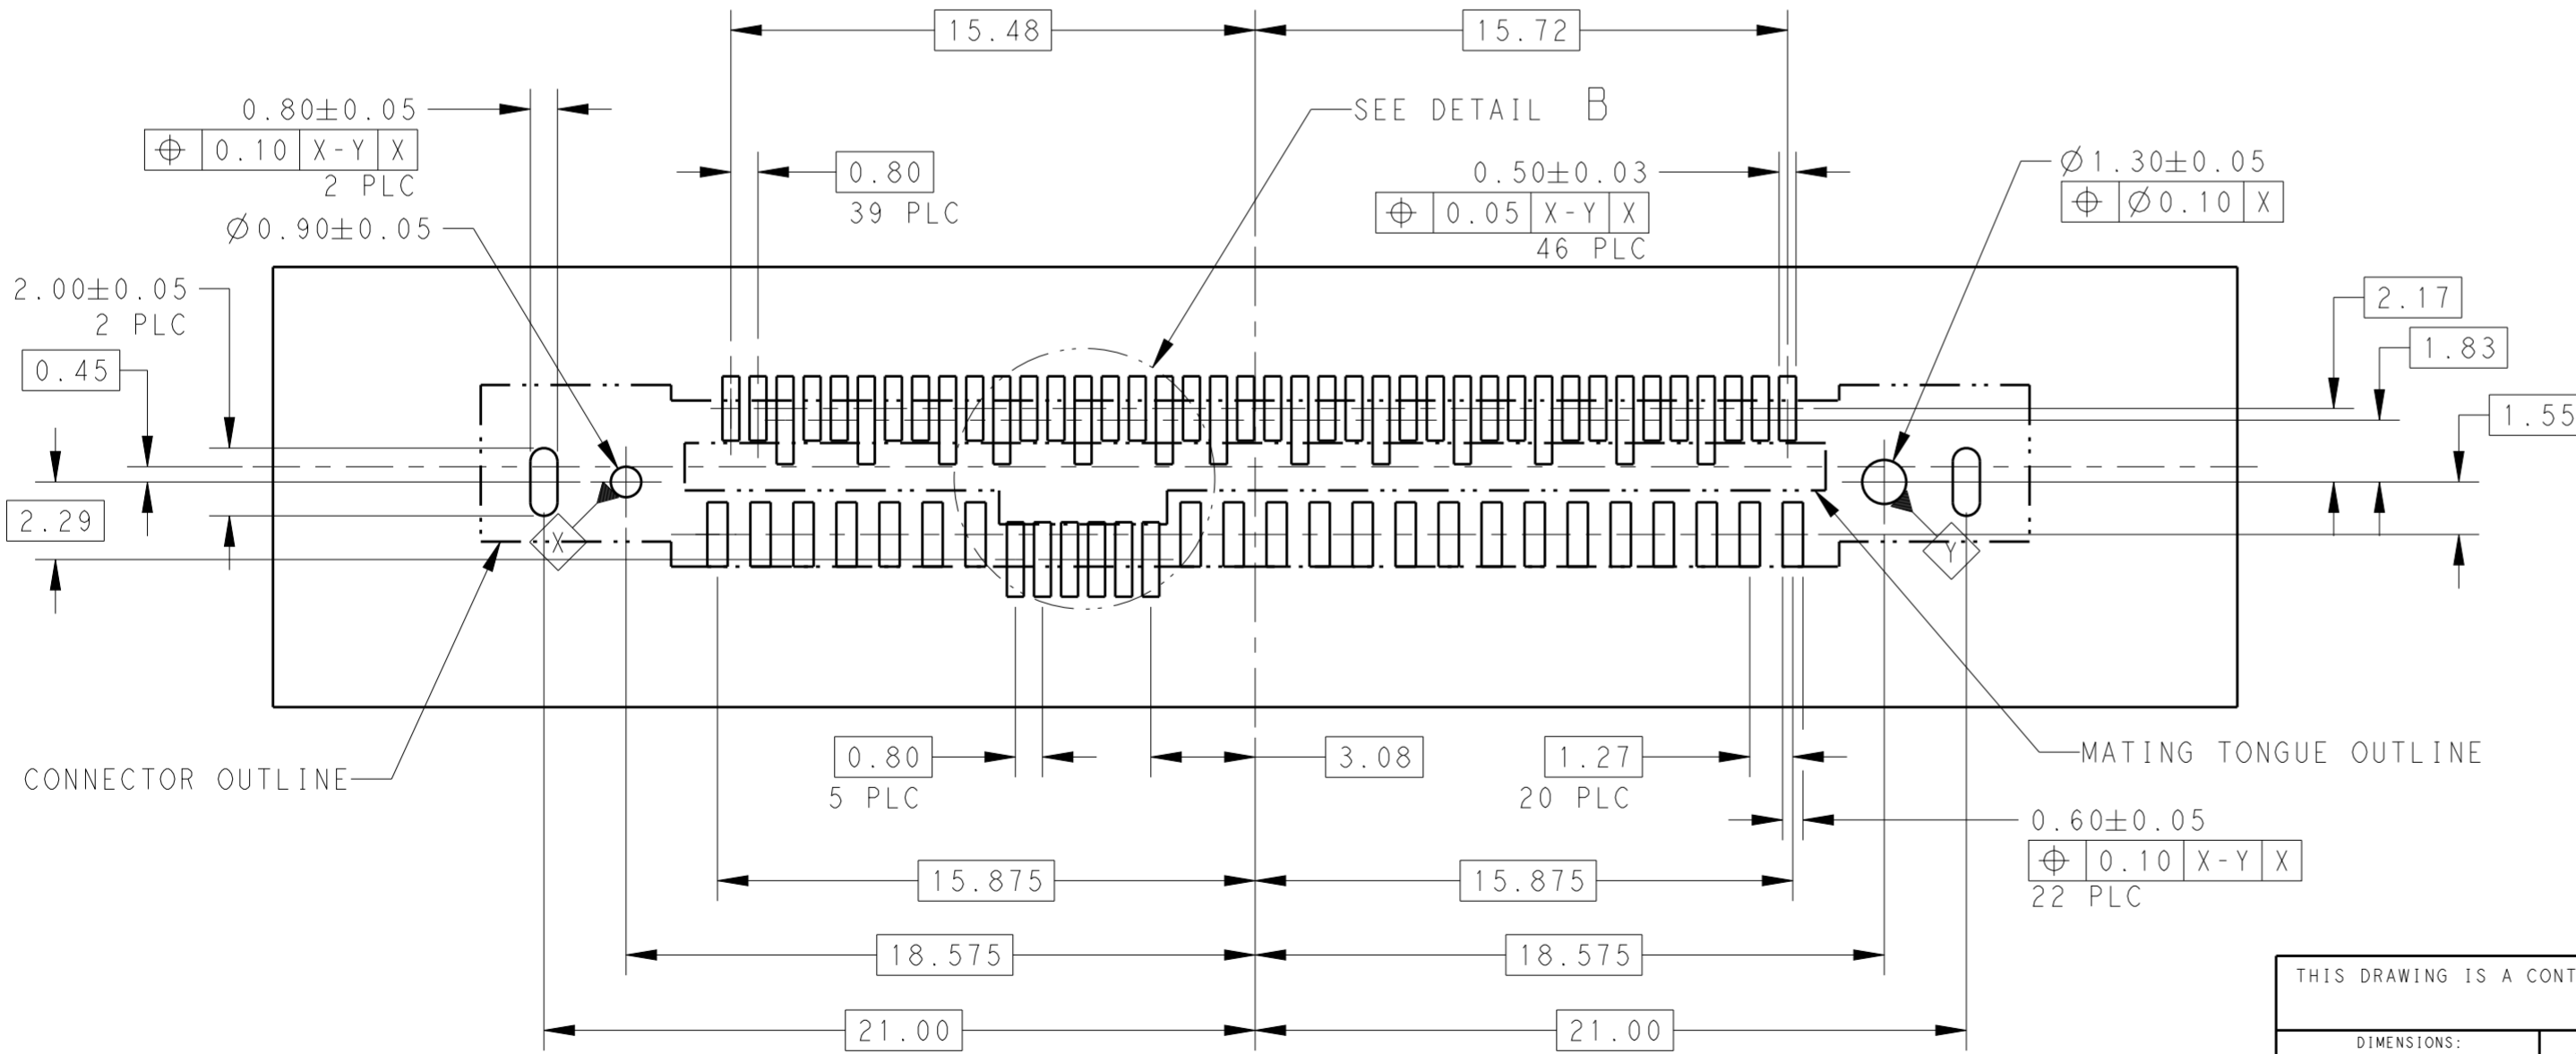 15.48
15.72
0.80±0.05
⌖ 0.10 X-Y X
2 PLC
SEE DETAIL B
0.80
39 PLC
0.50±0.03
⌖ 0.05 X-Y X
46 PLC
Ø1.30±0.05
⌖ Ø0.10 X
Ø0.90±0.05
2.00±0.05
2 PLC
2.17
0.45
1.83
1.55
2.29
X
Y
CONNECTOR OUTLINE
0.80
5 PLC
3.08
1.27
20 PLC
MATING TONGUE OUTLINE
0.60±0.05
⌖ 0.10 X-Y X
22 PLC
15.875
15.875
18.575
18.575
21.00
21.00
THIS DRAWING IS A CONT
DIMENSIONS: